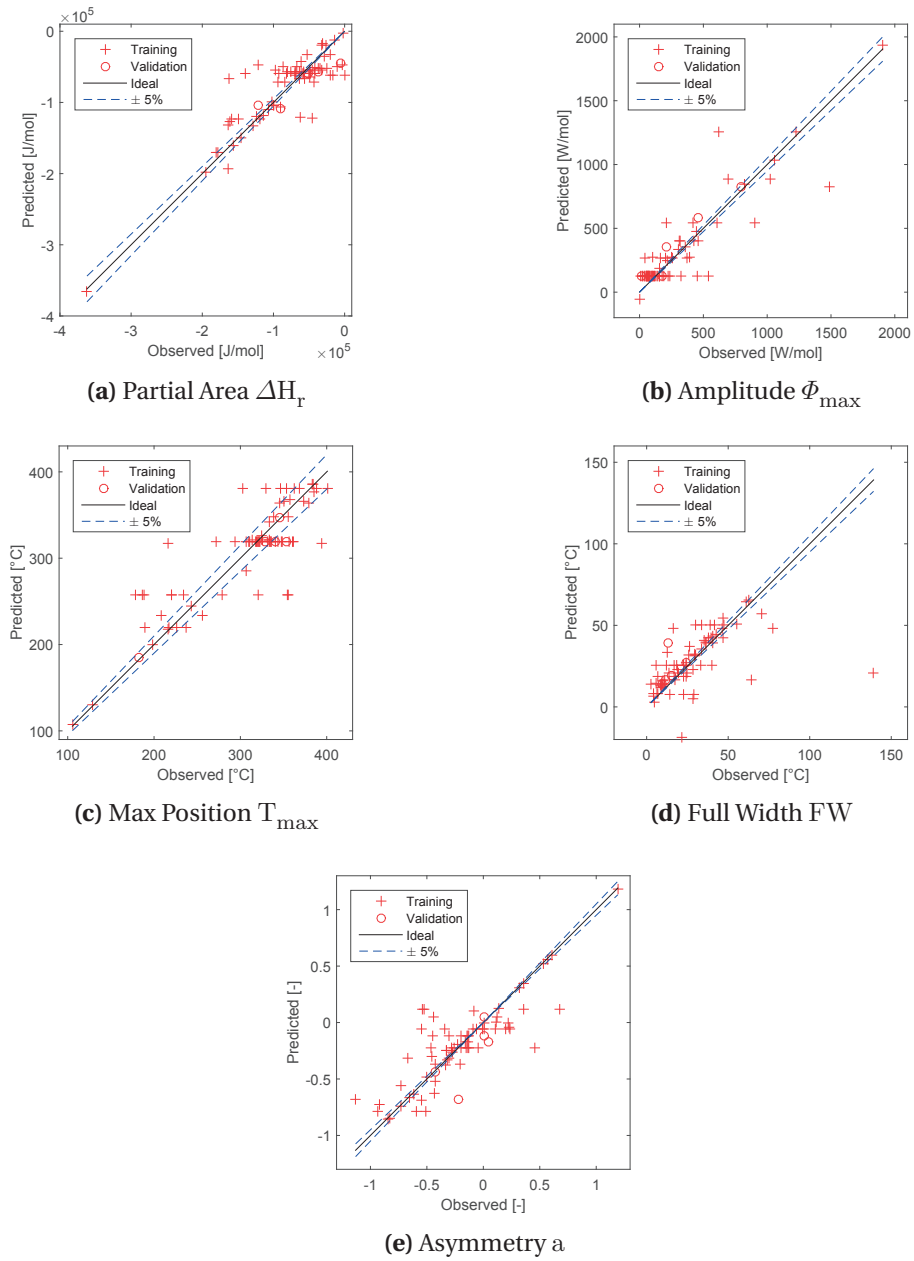 × 10^5
0
-1
-2
-3
-4
Predicted [J/mol]
Training
Validation
Ideal
± 5%
-4 -3 -2 -1 0
Observed [J/mol]
× 10^5
(a) Partial Area ΔH_r
2000
1500
1000
500
0
Predicted [W/mol]
Training
Validation
Ideal
± 5%
0 500 1000 1500 2000
Observed [W/mol]
(b) Amplitude Φ_max
400
300
200
100
Predicted [°C]
Training
Validation
Ideal
± 5%
100 200 300 400
Observed [°C]
(c) Max Position T_max
150
100
50
0
Predicted [°C]
Training
Validation
Ideal
± 5%
0 50 100 150
Observed [°C]
(d) Full Width FW
1
0.5
0
-0.5
-1
Predicted [-]
Training
Validation
Ideal
± 5%
-1 -0.5 0 0.5 1
Observed [-]
(e) Asymmetry a